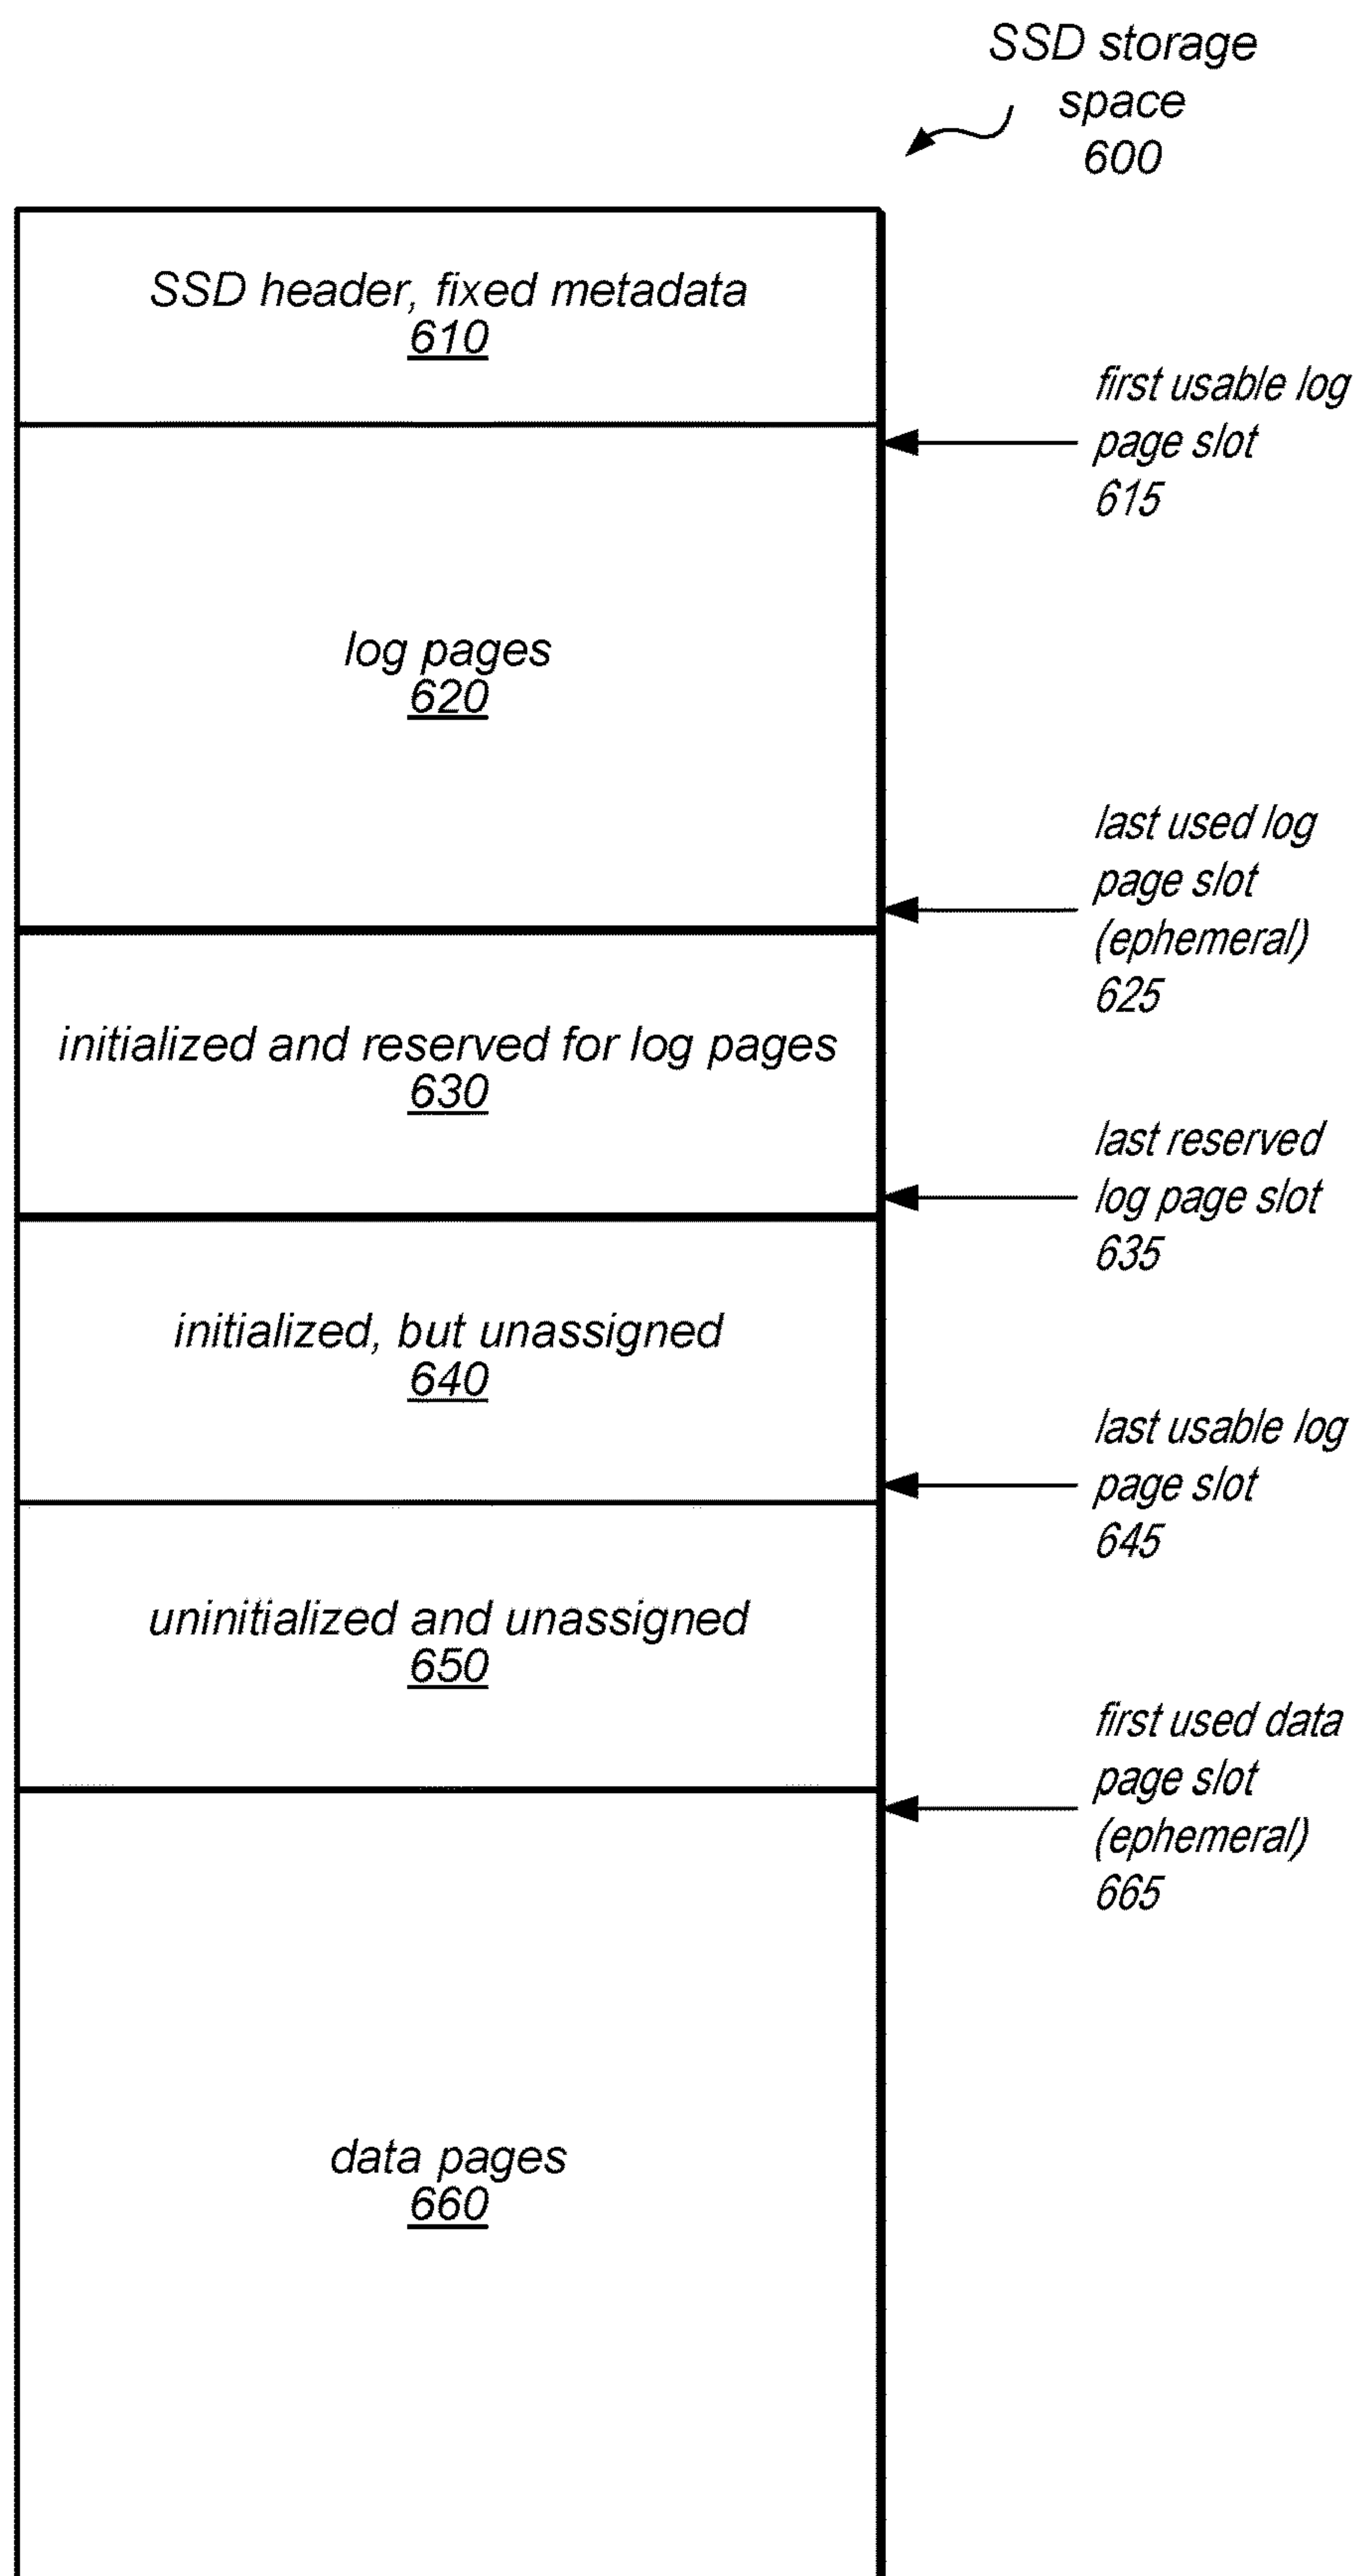 SSD storage
space
600
SSD header, fixed metadata
610
first usable log
page slot
615
log pages
620
last used log
page slot
(ephemeral)
625
initialized and reserved for log pages
630
last reserved
log page slot
635
initialized, but unassigned
640
last usable log
page slot
645
uninitialized and unassigned
650
first used data
page slot
(ephemeral)
665
data pages
660